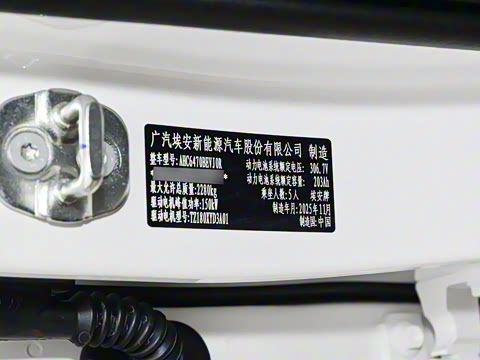 广汽埃安新能源汽车股份有限公司 制造
整车型号:AHC6470BEVJ0R 动力电池系统额定电压:306.7V
* * 动力电池系统额定容量:203Ah
最大允许总质量:2280kg 乘坐人数:5人 埃安牌
驱动电机峰值功率:150kW 制造年月:2025年11月
驱动电机型号:TZ180XYD3A01 制造国:中国